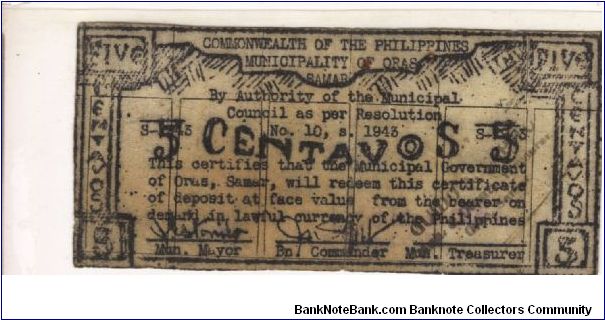 FIVE COMMONWEALTH OF THE PHILIPPINES FIVE
MUNICIPALITY OF ORAS
SAMAR
By Authority of the Municipal
Council as per Resolution
No. 10, s. 1943
5 CENTAVOS 5
CENTAVOS
CENTAVOS
This certifies that the Municipal Government
of Oras, Samar, will redeem this certificate
of deposit at face value from the bearer on
demand in lawful currency of the Philippines
5 5
Mun. Mayor Bn. Commander Mun. Treasurer
BankNoteBank.com Banknote Collectors Community